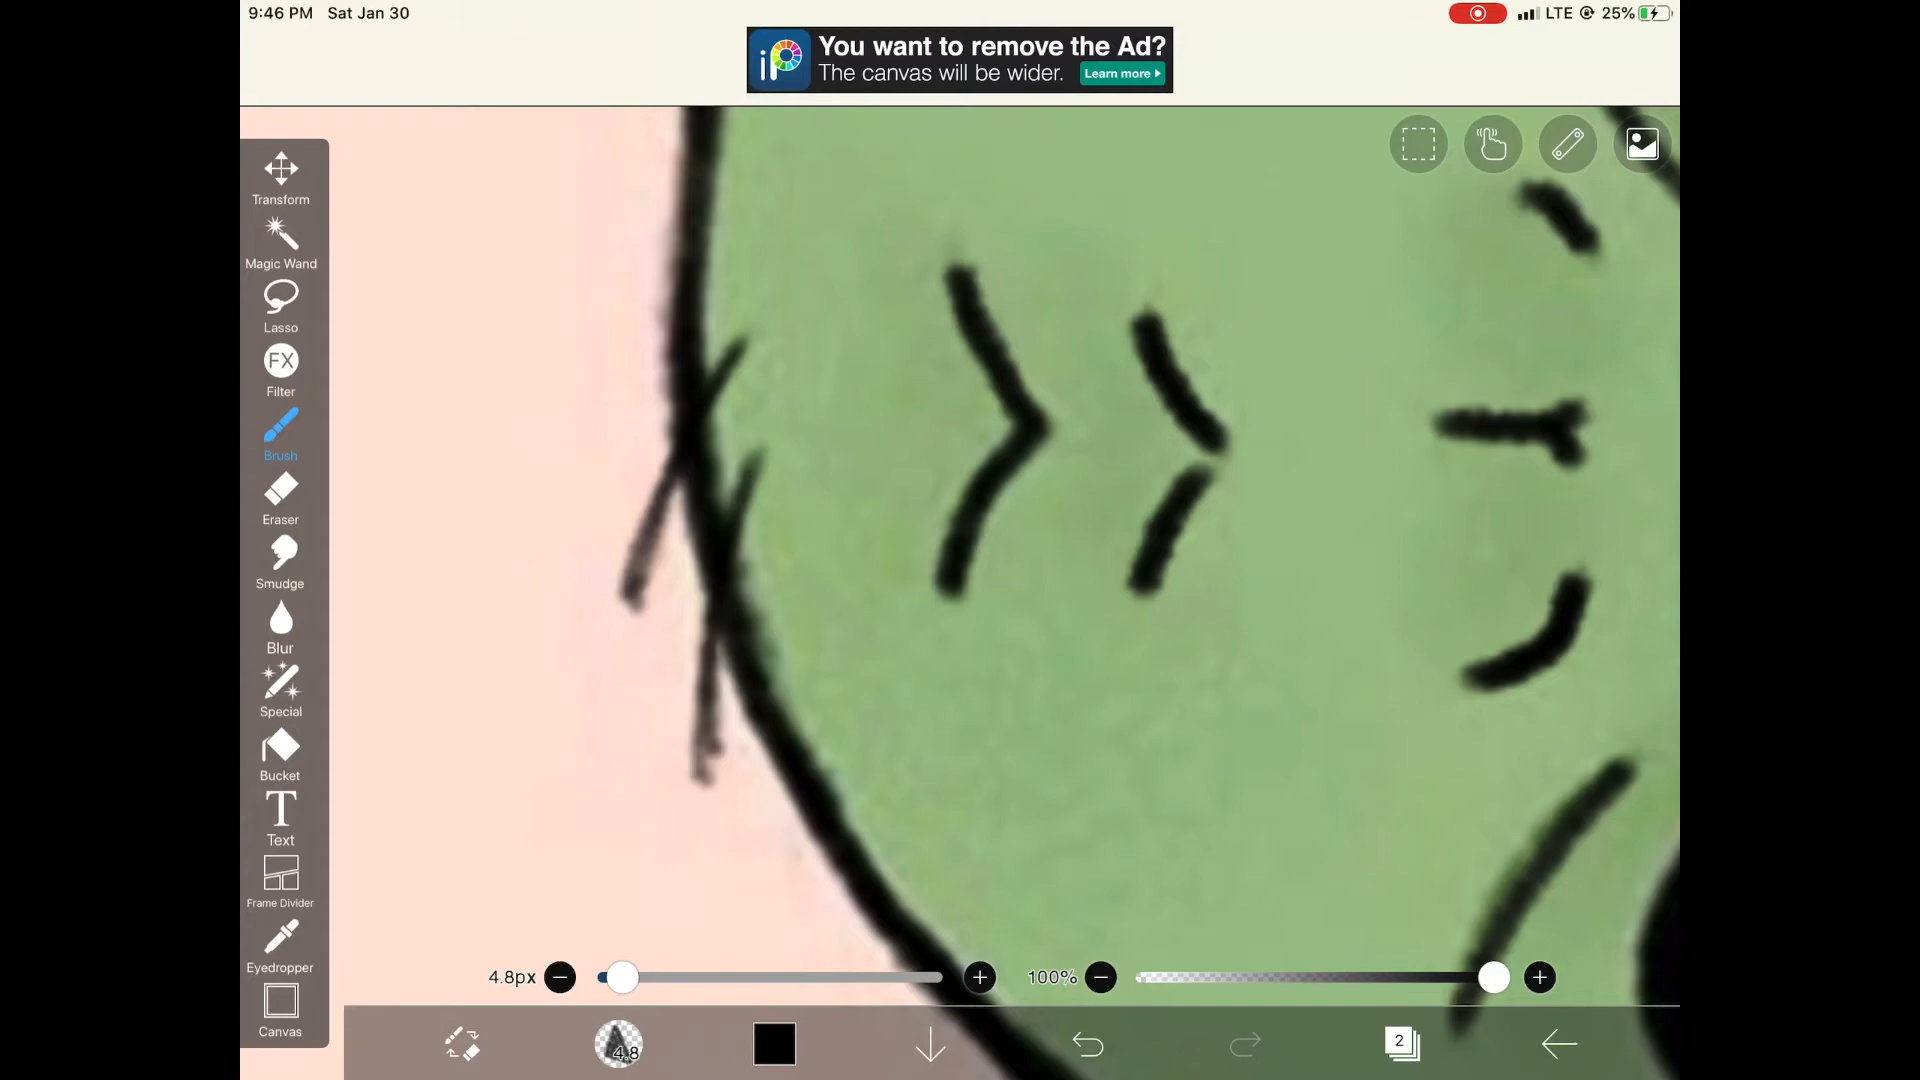 9:46 PM Sat Jan 30
LTE 25%
iP
You want to remove the Ad?
The canvas will be wider. Learn more
Transform
Magic Wand
Lasso
FX
Filter
Brush
Eraser
Smudge
Blur
Special
Bucket
T
Text
Frame Divider
Eyedropper
Canvas
4.8px
100%
4.8
2